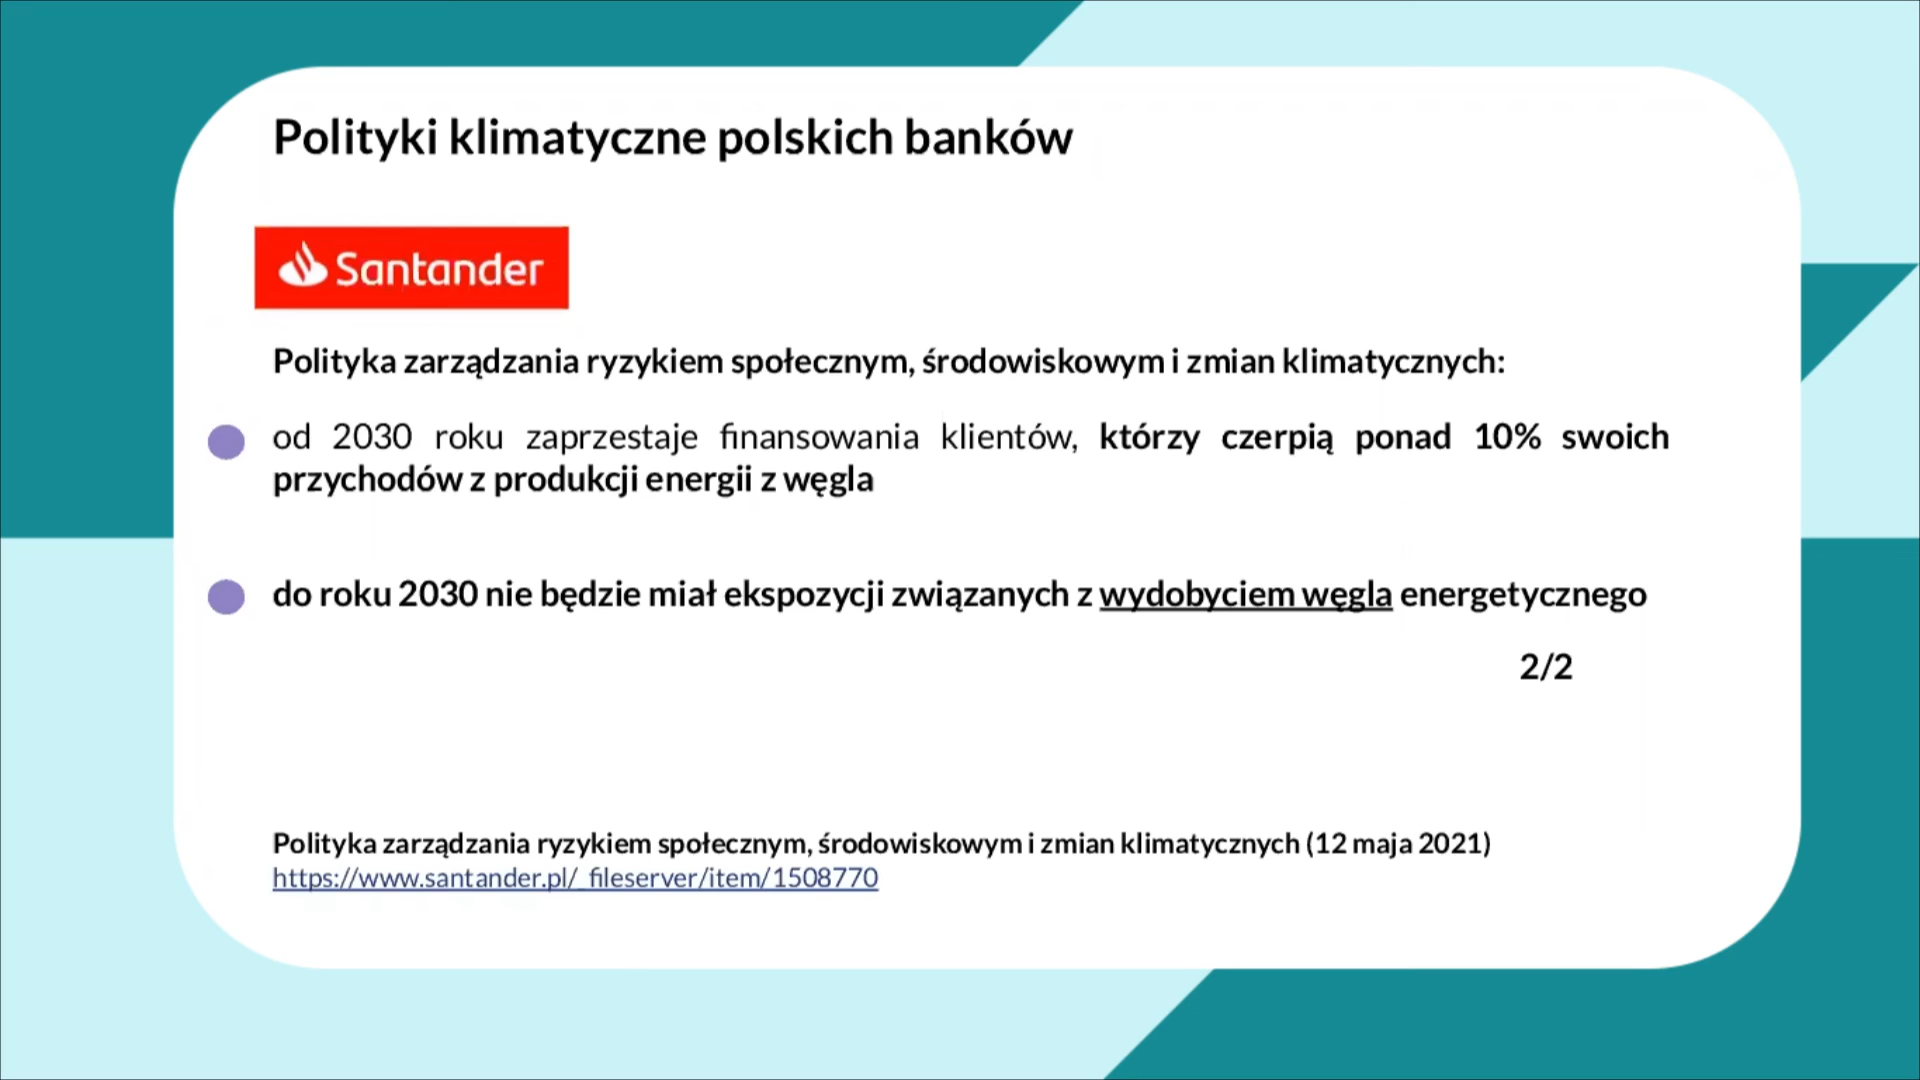 Polityki klimatyczne polskich banków
Santander
Polityka zarządzania ryzykiem społecznym, środowiskowym i zmian klimatycznych:
od 2030 roku zaprzestaje finansowania klientów, którzy czerpią ponad 10% swoich
przychodów z produkcji energii z węgla
do roku 2030 nie będzie miał ekspozycji związanych z wydobyciem węgla energetycznego
2/2
Polityka zarządzania ryzykiem społecznym, środowiskowym i zmian klimatycznych (12 maja 2021)
https://www.santander.pl/_fileserver/item/1508770